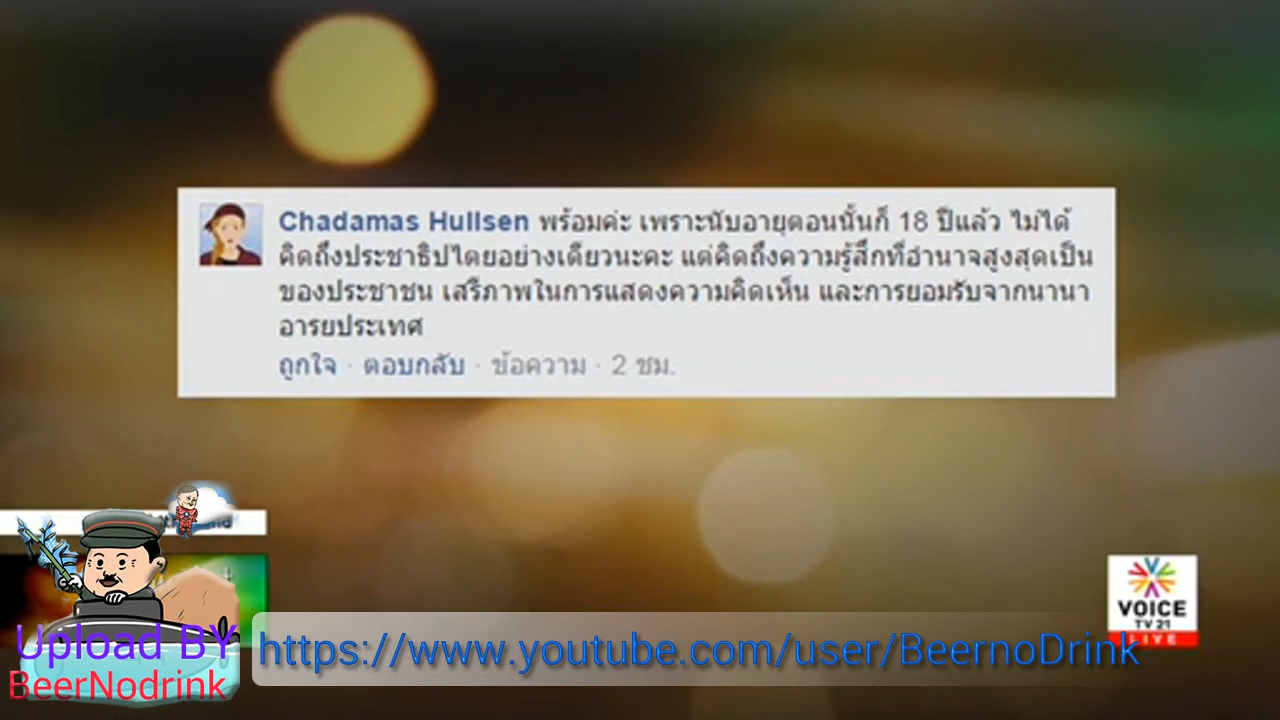 Chadamas Hullsen พร้อมค่ะ เพราะนับอายุตอนนั้นก็ 18 ปีแล้ว ไม่ได้
คิดถึงประชาธิปไตยอย่างเดียวนะคะ แต่คิดถึงความรู้สึกที่อำนาจสูงสุดเป็น
ของประชาชน เสรีภาพในการแสดงความคิดเห็น และการยอมรับจากนานา
อารยประเทศ
ถูกใจ · ตอบกลับ · ข้อความ · 2 ชม.
VOICE
TV 21
LIVE
Upload BY
BeerNodrink
https://www.youtube.com/user/BeernoDrink